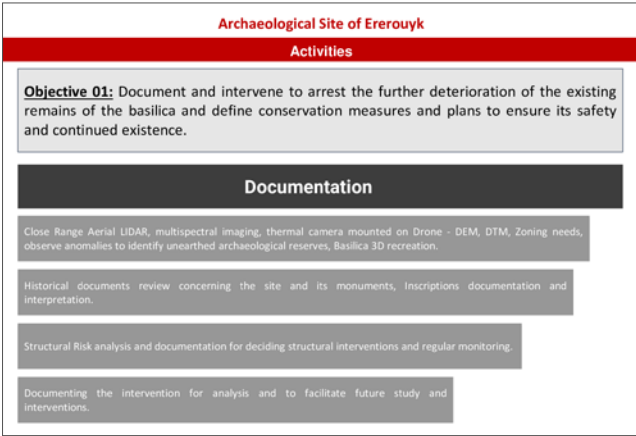 Archaeological Site of Ererouyk
Activities
Objective 01: Document and intervene to arrest the further deterioration of the existing
remains of the basilica and define conservation measures and plans to ensure its safety
and continued existence.
Documentation
Close Range Aerial LIDAR, multispectral imaging, thermal camera mounted on Drone - DEM, DTM, Zoning needs,
observe anomalies to identify unearthed archaeological reserves, Basilica 3D recreation.
Historical documents review concerning the site and its monuments, Inscriptions documentation and
interpretation.
Structural Risk analysis and documentation for deciding structural interventions and regular monitoring.
Documenting the intervention for analysis and to facilitate future study and
interventions.